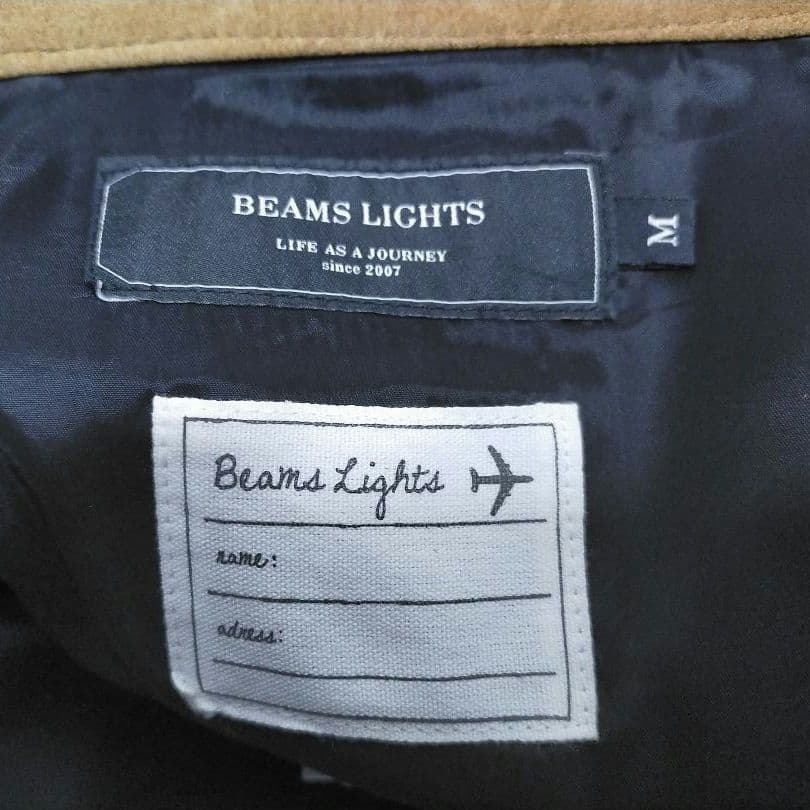 BEAMS LIGHTS
LIFE AS A JOURNEY
since 2007
M
Beams Lights
name:
adress: